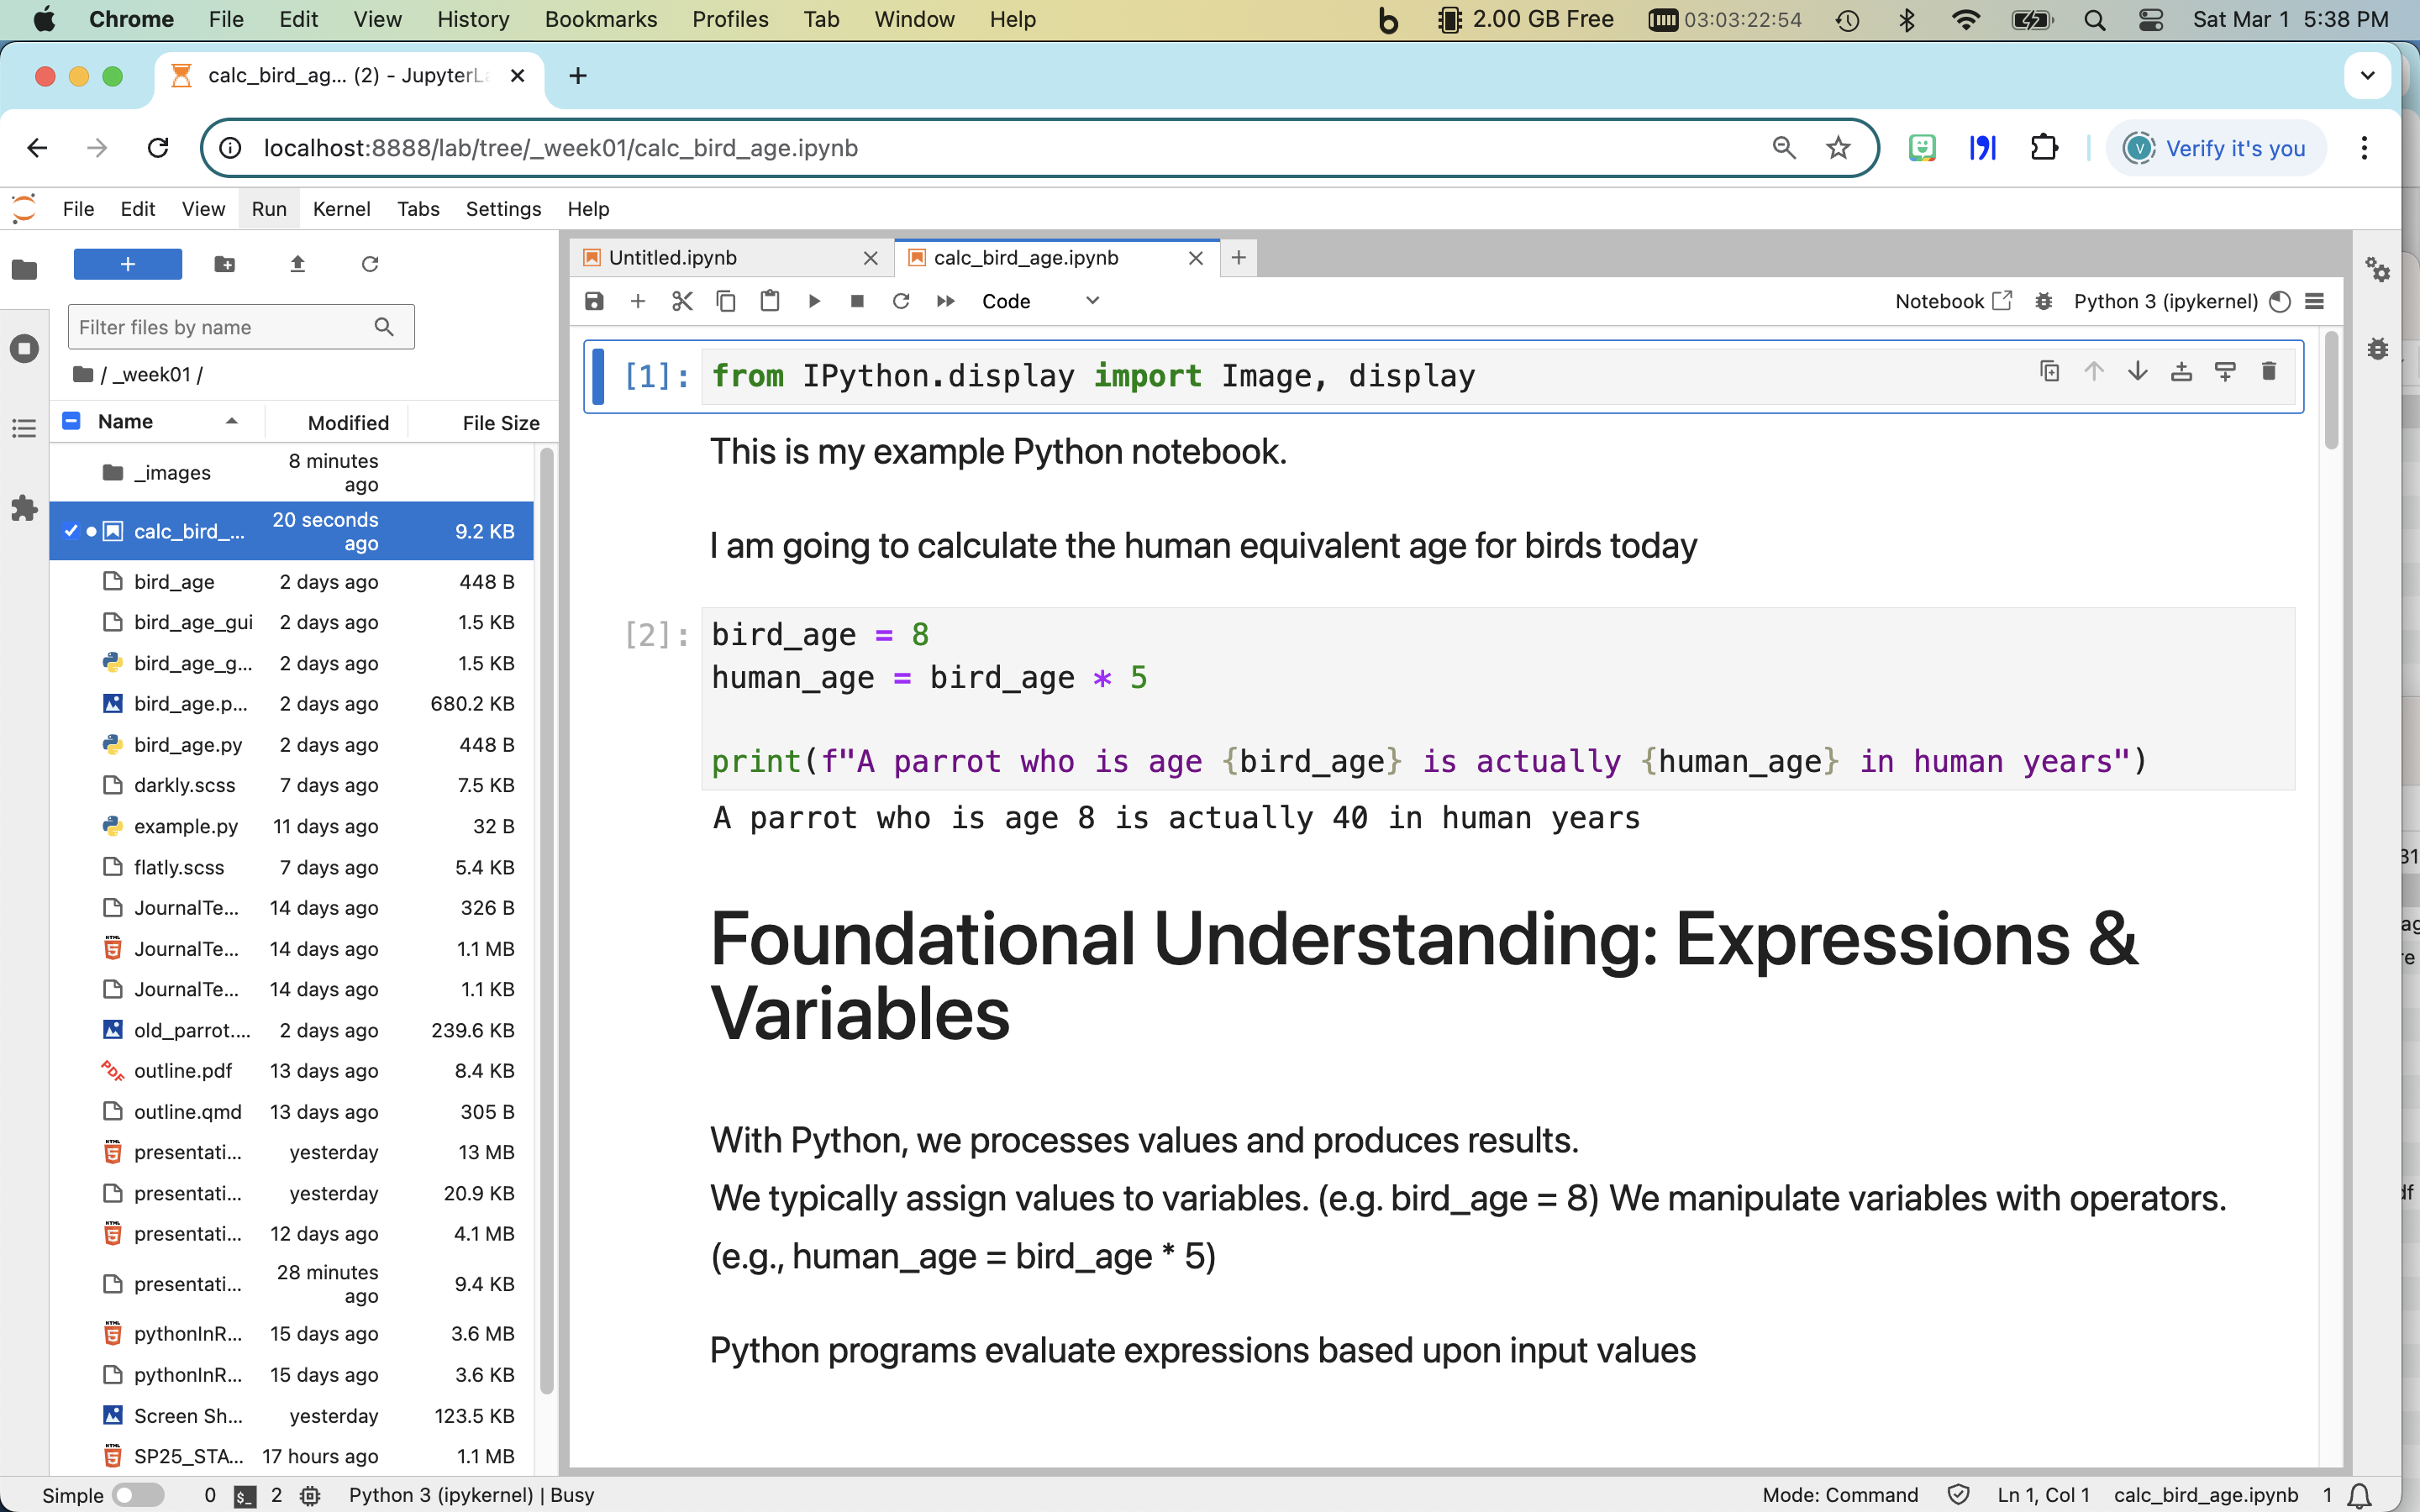 Chrome File Edit View History Bookmarks Profiles Tab Window Help 2.00 GB Free 03:03:22:54 Sat Mar 1 5:38 PM
calc_bird_ag... (2) - JupyterLa
localhost:8888/lab/tree/_week01/calc_bird_age.ipynb Verify it's you
File Edit View Run Kernel Tabs Settings Help
Untitled.ipynb calc_bird_age.ipynb
Code Notebook Python 3 (ipykernel)
Filter files by name
/ _week01 /
Name Modified File Size
_images 8 minutes ago
calc_bird_... 20 seconds ago 9.2 KB
bird_age 2 days ago 448 B
bird_age_gui 2 days ago 1.5 KB
bird_age_g... 2 days ago 1.5 KB
bird_age.p... 2 days ago 680.2 KB
bird_age.py 2 days ago 448 B
darkly.scss 7 days ago 7.5 KB
example.py 11 days ago 32 B
flatly.scss 7 days ago 5.4 KB
JournalTe... 14 days ago 326 B
JournalTe... 14 days ago 1.1 MB
JournalTe... 14 days ago 1.1 KB
old_parrot.... 2 days ago 239.6 KB
outline.pdf 13 days ago 8.4 KB
outline.qmd 13 days ago 305 B
presentati... yesterday 13 MB
presentati... yesterday 20.9 KB
presentati... 12 days ago 4.1 MB
presentati... 28 minutes ago 9.4 KB
pythonInR... 15 days ago 3.6 MB
pythonInR... 15 days ago 3.6 KB
Screen Sh... yesterday 123.5 KB
SP25_STA... 17 hours ago 1.1 MB
[1]: from IPython.display import Image, display
This is my example Python notebook.
I am going to calculate the human equivalent age for birds today
[2]: bird_age = 8
human_age = bird_age * 5
print(f"A parrot who is age {bird_age} is actually {human_age} in human years")
A parrot who is age 8 is actually 40 in human years
Foundational Understanding: Expressions &
Variables
With Python, we processes values and produces results.
We typically assign values to variables. (e.g. bird_age = 8) We manipulate variables with operators.
(e.g., human_age = bird_age * 5)
Python programs evaluate expressions based upon input values
Simple 0 2 Python 3 (ipykernel) | Busy Mode: Command Ln 1, Col 1 calc_bird_age.ipynb 1